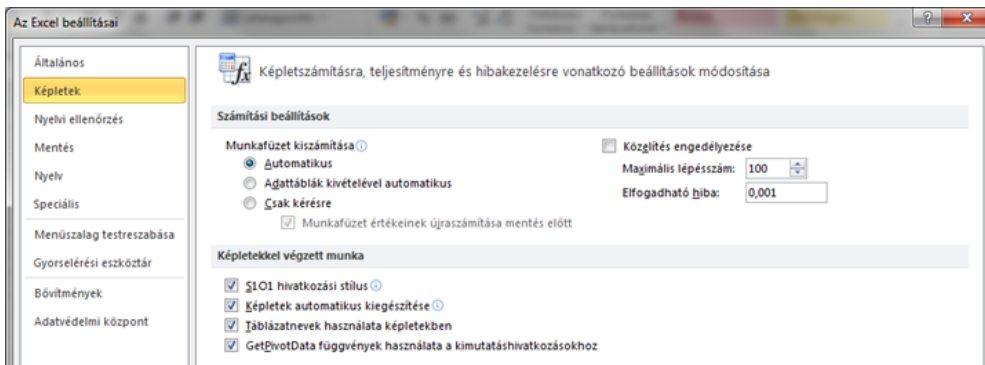 Az Excel beállításai
Általános
Képletek
Nyelvi ellenőrzés
Mentés
Nyelv
Speciális
Menüszalag testreszabása
Gyorselérési eszköztár
Bővítmények
Adatvédelmi központ
Képletszámításra, teljesítményre és hibakezelésre vonatkozó beállítások módosítása
Számítási beállítások
Munkafüzet kiszámítása
Automatikus
Adattáblák kivételével automatikus
Csak kérésre
Munkafüzet értékeinek újraszámítása mentés előtt
Közelítés engedélyezése
Maximális lépésszám: 100
Elfogadható hiba: 0,001
Képletekkel végzett munka
S1O1 hivatkozási stílus
Képletek automatikus kiegészítése
Táblázatnevek használata képletekben
GetPivotData függvények használata a kimutatáshivatkozásokhoz